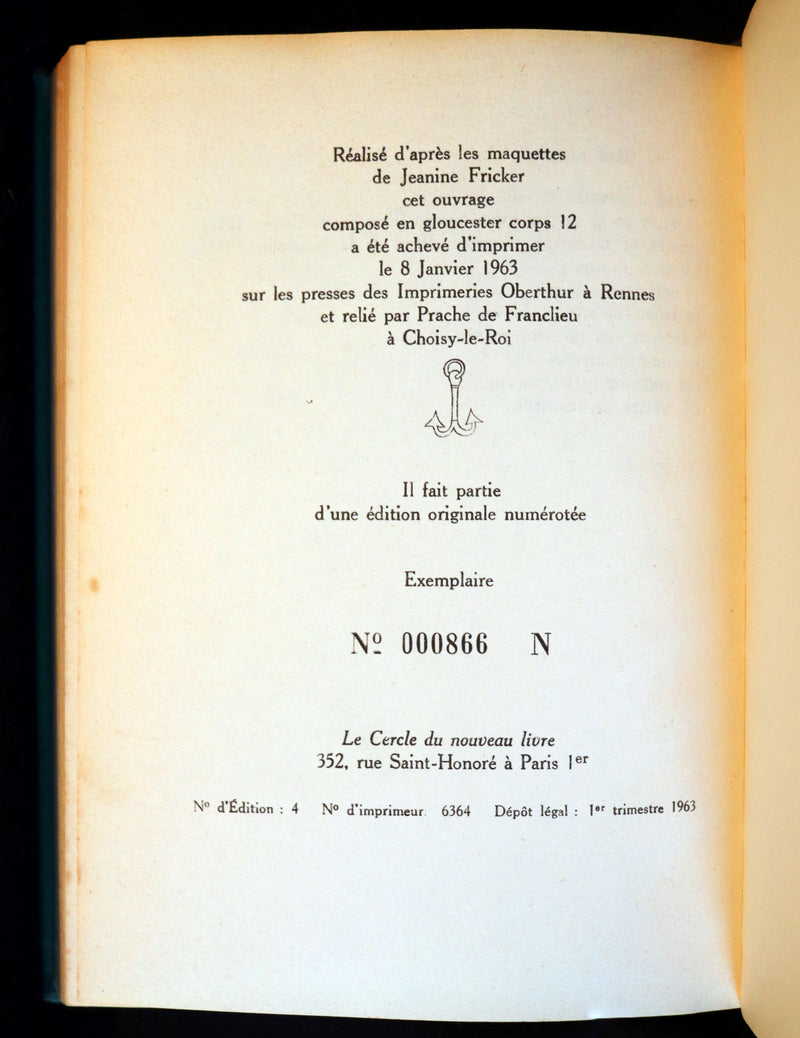 Réalisé d'après les maquettes
de Jeanine Fricker
cet ouvrage
composé en gloucester corps 12
a été achevé d'imprimer
le 8 Janvier 1963
sur les presses des Imprimeries Oberthur à Rennes
et relié par Prache de Franclieu
à Choisy-le-Roi
Il fait partie
d'une édition originale numérotée
Exemplaire
Nº 000866 N
Le Cercle du nouveau livre
352, rue Saint-Honoré à Paris 1er
Nº d'Édition : 4 Nº d'imprimeur 6364 Dépôt légal : 1er trimestre 1963